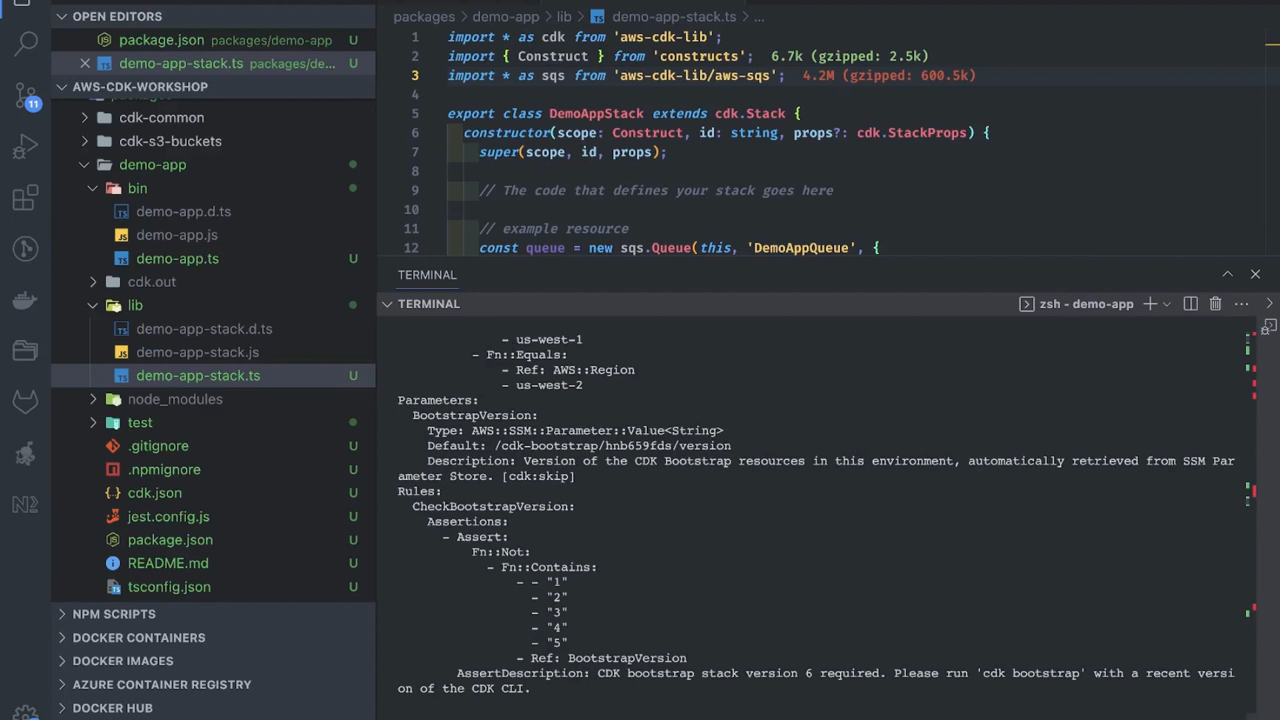 OPEN EDITORS
package.json packages/demo-app U
demo-app-stack.ts packages/de... U
AWS-CDK-WORKSHOP
cdk-common
cdk-s3-buckets
demo-app
bin
demo-app.d.ts
demo-app.js
demo-app.ts U
cdk.out
lib
demo-app-stack.d.ts
demo-app-stack.js
demo-app-stack.ts U
node_modules
test
.gitignore U
.npmignore U
cdk.json U
jest.config.js U
package.json U
README.md U
tsconfig.json U
NPM SCRIPTS
DOCKER CONTAINERS
DOCKER IMAGES
AZURE CONTAINER REGISTRY
DOCKER HUB
11
packages > demo-app > lib > demo-app-stack.ts > ...
1 import * as cdk from 'aws-cdk-lib';
2 import { Construct } from 'constructs'; 6.7k (gzipped: 2.5k)
3 import * as sqs from 'aws-cdk-lib/aws-sqs'; 4.2M (gzipped: 600.5k)
4
5 export class DemoAppStack extends cdk.Stack {
6 constructor(scope: Construct, id: string, props?: cdk.StackProps) {
7 super(scope, id, props);
8
9 // The code that defines your stack goes here
10
11 // example resource
12 const queue = new sqs.Queue(this, 'DemoAppQueue', {
TERMINAL
TERMINAL zsh - demo-app
- us-west-1
- Fn::Equals:
- Ref: AWS::Region
- us-west-2
Parameters:
BootstrapVersion:
Type: AWS::SSM::Parameter::Value<String>
Default: /cdk-bootstrap/hnb659fds/version
Description: Version of the CDK Bootstrap resources in this environment, automatically retrieved from SSM Par
ameter Store. [cdk:skip]
Rules:
CheckBootstrapVersion:
Assertions:
- Assert:
Fn::Not:
- Fn::Contains:
- - "1"
- "2"
- "3"
- "4"
- "5"
- Ref: BootstrapVersion
AssertDescription: CDK bootstrap stack version 6 required. Please run 'cdk bootstrap' with a recent versi
on of the CDK CLI.